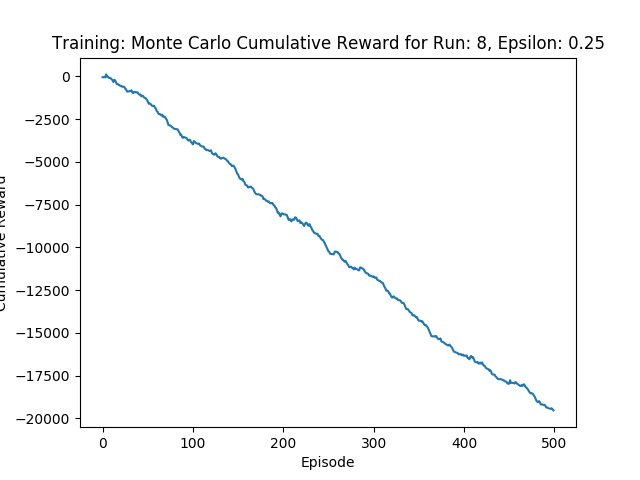 Training: Monte Carlo Cumulative Reward for Run: 8, Epsilon: 0.25
0
−2500
−5000
−7500
−10000
−12500
−15000
−17500
−20000
Cumulative Reward
0 100 200 300 400 500
Episode